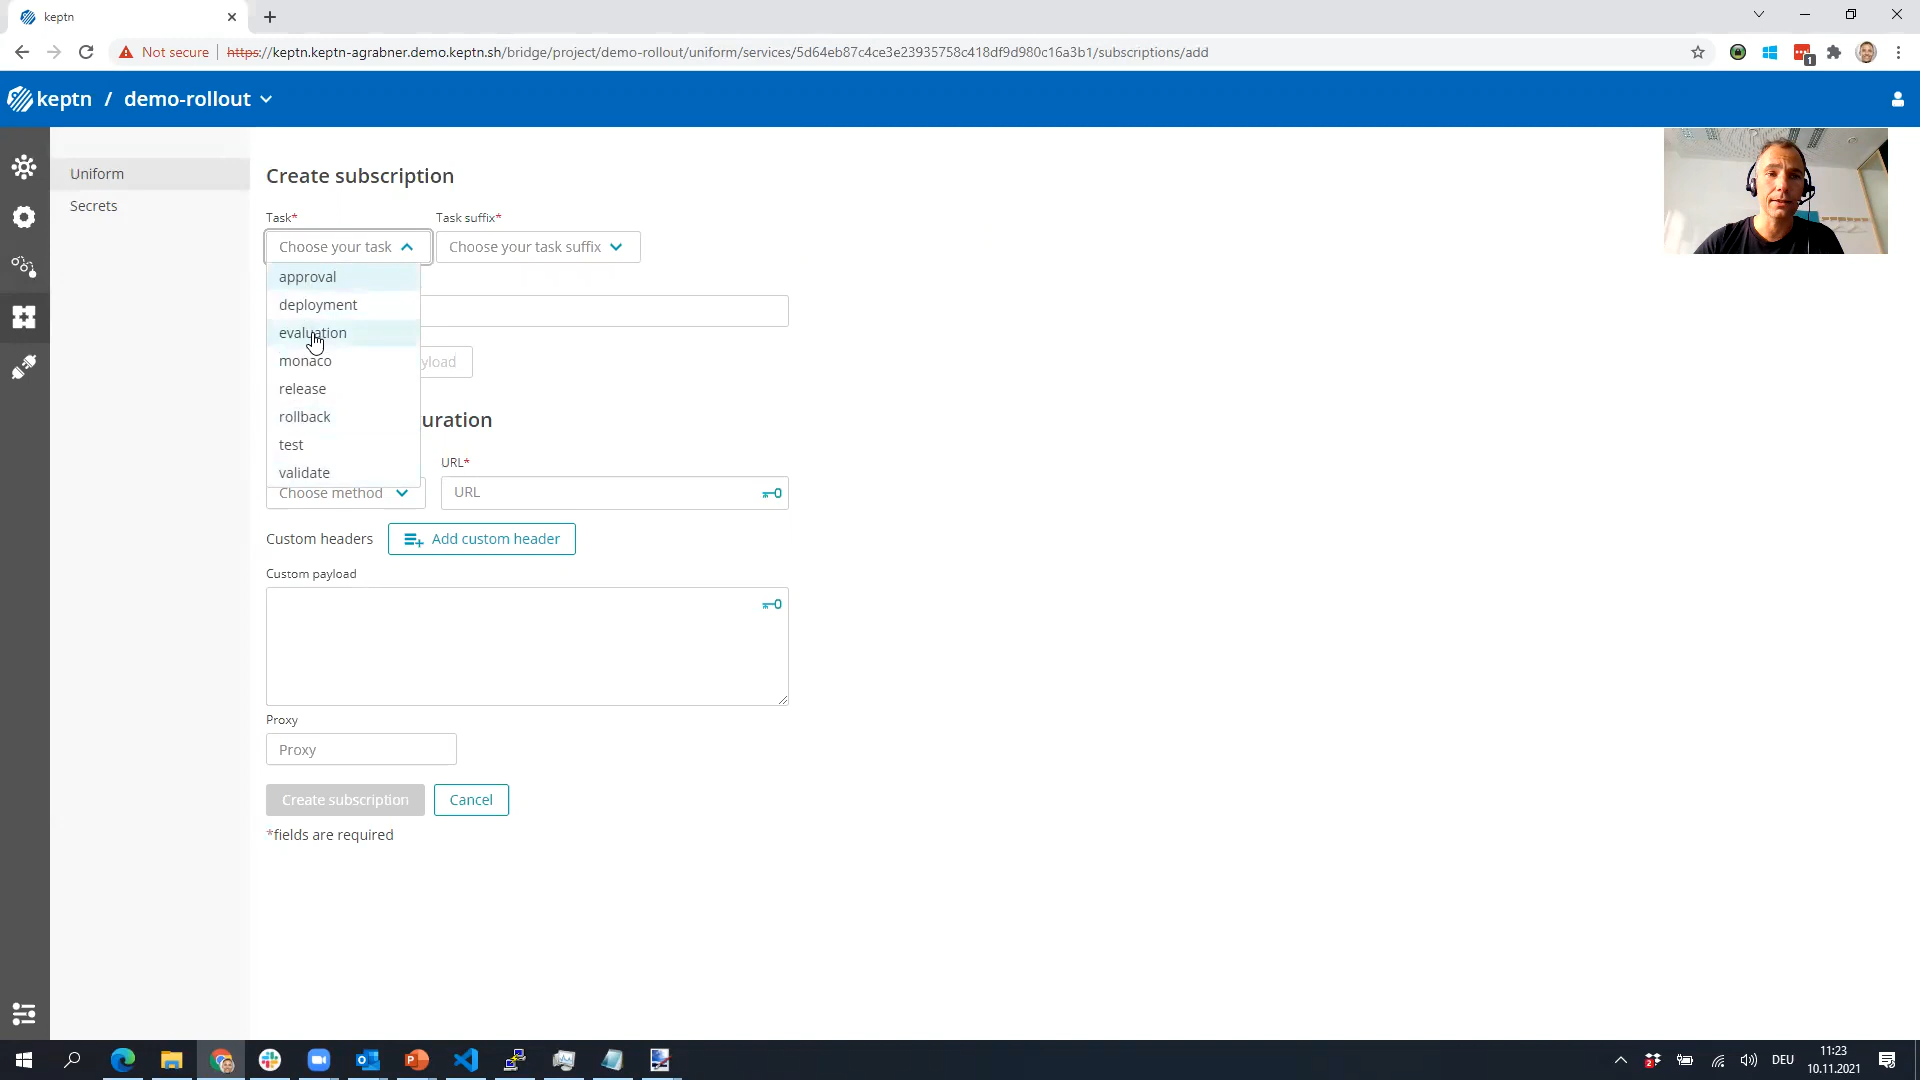 keptn
Not secure
https://keptn.keptn-agrabner.demo.keptn.sh/bridge/project/demo-rollout/uniform/services/5d64eb87c4ce3e23935758c418df9d980c16a3b1/subscriptions/add
1
keptn / demo-rollout
Uniform
Secrets
Create subscription
Task* Task suffix*
Choose your task Choose your task suffix
approval
deployment
evaluation
monaco
yload
release
rollback
uration
test
validate
URL*
Choose method URL
Custom headers Add custom header
Custom payload
Proxy
Proxy
Create subscription Cancel
*fields are required
2
DEU
11:23
10.11.2021